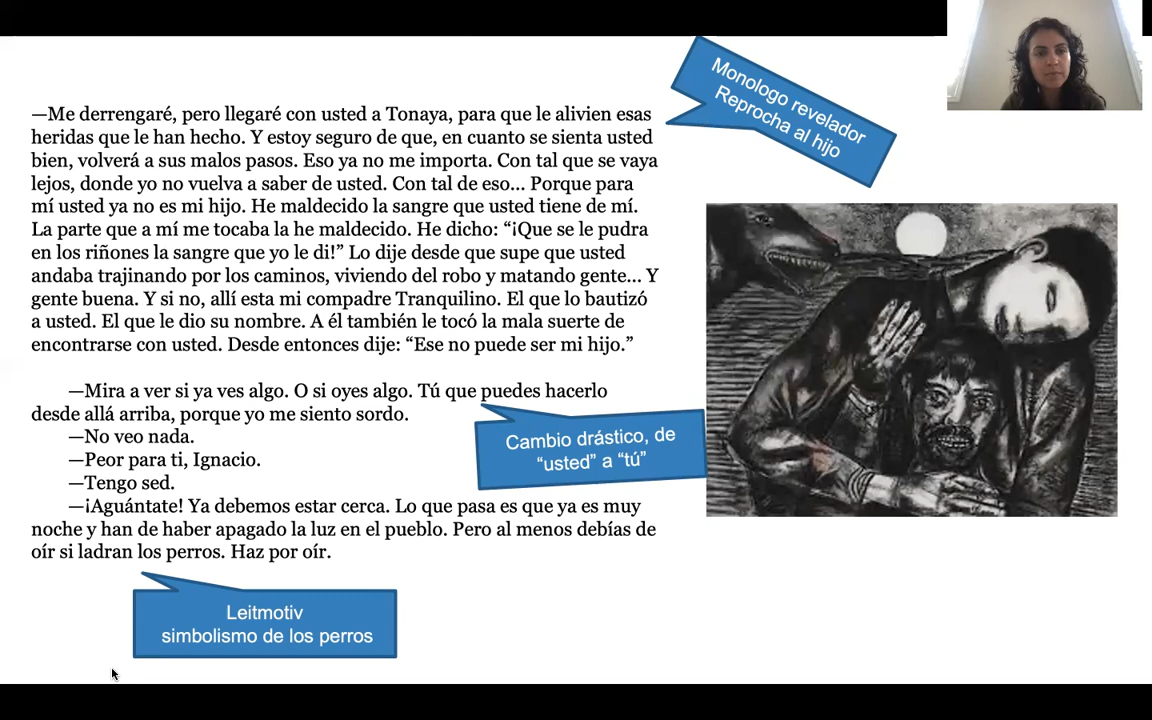 Monologo revelador
Reprocha al hijo
—Me derrengaré, pero llegaré con usted a Tonaya, para que le alivien esas
heridas que le han hecho. Y estoy seguro de que, en cuanto se sienta usted
bien, volverá a sus malos pasos. Eso ya no me importa. Con tal que se vaya
lejos, donde yo no vuelva a saber de usted. Con tal de eso... Porque para
mí usted ya no es mi hijo. He maldecido la sangre que usted tiene de mí.
La parte que a mí me tocaba la he maldecido. He dicho: “¡Que se le pudra
en los riñones la sangre que yo le di!” Lo dije desde que supe que usted
andaba trajinando por los caminos, viviendo del robo y matando gente... Y
gente buena. Y si no, allí esta mi compadre Tranquilino. El que lo bautizó
a usted. El que le dio su nombre. A él también le tocó la mala suerte de
encontrarse con usted. Desde entonces dije: “Ese no puede ser mi hijo.”
—Mira a ver si ya ves algo. O si oyes algo. Tú que puedes hacerlo
desde allá arriba, porque yo me siento sordo.
—No veo nada.
—Peor para ti, Ignacio.
—Tengo sed.
—¡Aguántate! Ya debemos estar cerca. Lo que pasa es que ya es muy
noche y han de haber apagado la luz en el pueblo. Pero al menos debías de
oír si ladran los perros. Haz por oír.
Cambio drástico, de
“usted” a “tú”
Leitmotiv
simbolismo de los perros